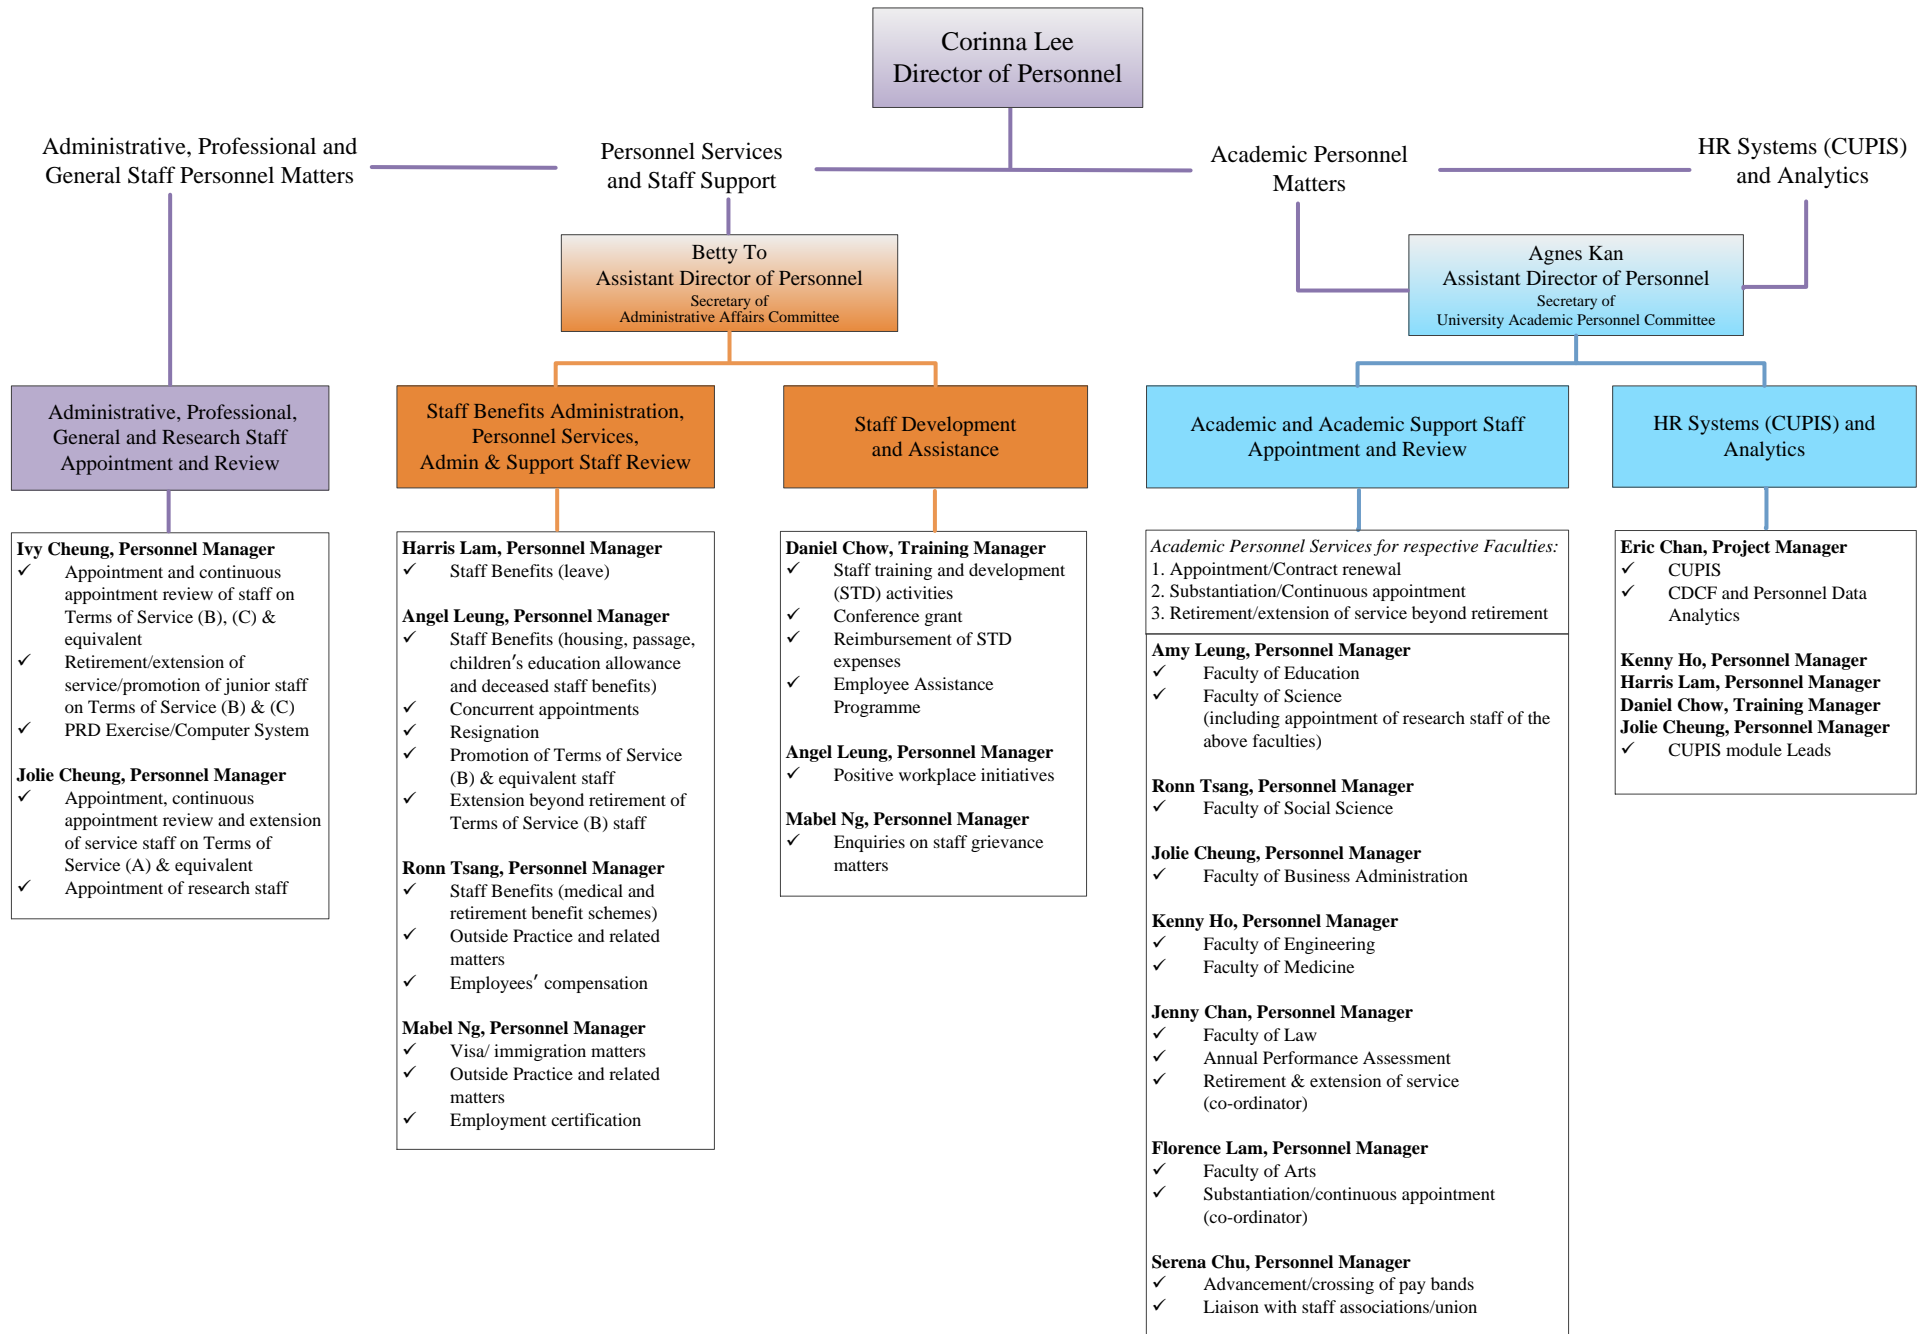 Corinna Lee
Director of Personnel
Administrative, Professional and
General Staff Personnel Matters
Personnel Services
and Staff Support
Academic Personnel
Matters
HR Systems (CUPIS)
and Analytics
Betty To
Assistant Director of Personnel
Secretary of
Administrative Affairs Committee
Agnes Kan
Assistant Director of Personnel
Secretary of
University Academic Personnel Committee
Administrative, Professional,
General and Research Staff
Appointment and Review
Staff Benefits Administration,
Personnel Services,
Admin & Support Staff Review
Staff Development
and Assistance
Academic and Academic Support Staff
Appointment and Review
HR Systems (CUPIS) and
Analytics
Ivy Cheung, Personnel Manager
✓ Appointment and continuous
appointment review of staff on
Terms of Service (B), (C) &
equivalent
✓ Retirement/extension of
service/promotion of junior staff
on Terms of Service (B) & (C)
✓ PRD Exercise/Computer System
Jolie Cheung, Personnel Manager
✓ Appointment, continuous
appointment review and extension
of service staff on Terms of
Service (A) & equivalent
✓ Appointment of research staff
Harris Lam, Personnel Manager
✓ Staff Benefits (leave)
Angel Leung, Personnel Manager
✓ Staff Benefits (housing, passage,
children's education allowance
and deceased staff benefits)
✓ Concurrent appointments
✓ Resignation
✓ Promotion of Terms of Service
(B) & equivalent staff
✓ Extension beyond retirement of
Terms of Service (B) staff
Ronn Tsang, Personnel Manager
✓ Staff Benefits (medical and
retirement benefit schemes)
✓ Outside Practice and related
matters
✓ Employees' compensation
Mabel Ng, Personnel Manager
✓ Visa/ immigration matters
✓ Outside Practice and related
matters
✓ Employment certification
Daniel Chow, Training Manager
✓ Staff training and development
(STD) activities
✓ Conference grant
✓ Reimbursement of STD
expenses
✓ Employee Assistance
Programme
Angel Leung, Personnel Manager
✓ Positive workplace initiatives
Mabel Ng, Personnel Manager
✓ Enquiries on staff grievance
matters
Academic Personnel Services for respective Faculties:
1. Appointment/Contract renewal
2. Substantiation/Continuous appointment
3. Retirement/extension of service beyond retirement
Amy Leung, Personnel Manager
✓ Faculty of Education
✓ Faculty of Science
(including appointment of research staff of the
above faculties)
Ronn Tsang, Personnel Manager
✓ Faculty of Social Science
Jolie Cheung, Personnel Manager
✓ Faculty of Business Administration
Kenny Ho, Personnel Manager
✓ Faculty of Engineering
✓ Faculty of Medicine
Jenny Chan, Personnel Manager
✓ Faculty of Law
✓ Annual Performance Assessment
✓ Retirement & extension of service
(co-ordinator)
Florence Lam, Personnel Manager
✓ Faculty of Arts
✓ Substantiation/continuous appointment
(co-ordinator)
Serena Chu, Personnel Manager
✓ Advancement/crossing of pay bands
✓ Liaison with staff associations/union
Eric Chan, Project Manager
✓ CUPIS
✓ CDCF and Personnel Data
Analytics
Kenny Ho, Personnel Manager
Harris Lam, Personnel Manager
Daniel Chow, Training Manager
Jolie Cheung, Personnel Manager
✓ CUPIS module Leads